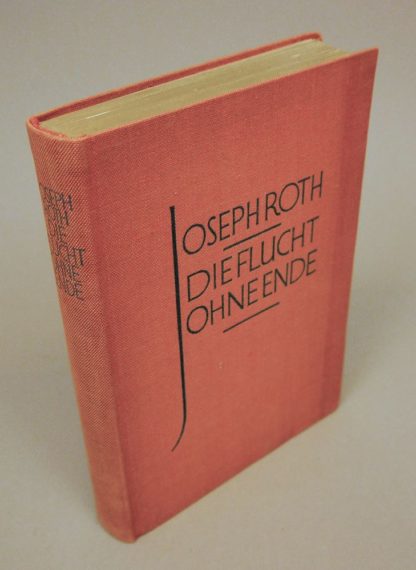 JOSEPH
ROTH
DIE
FLUCHT
OHNE
ENDE
JOSEPH ROTH
DIE FLUCHT
OHNE ENDE